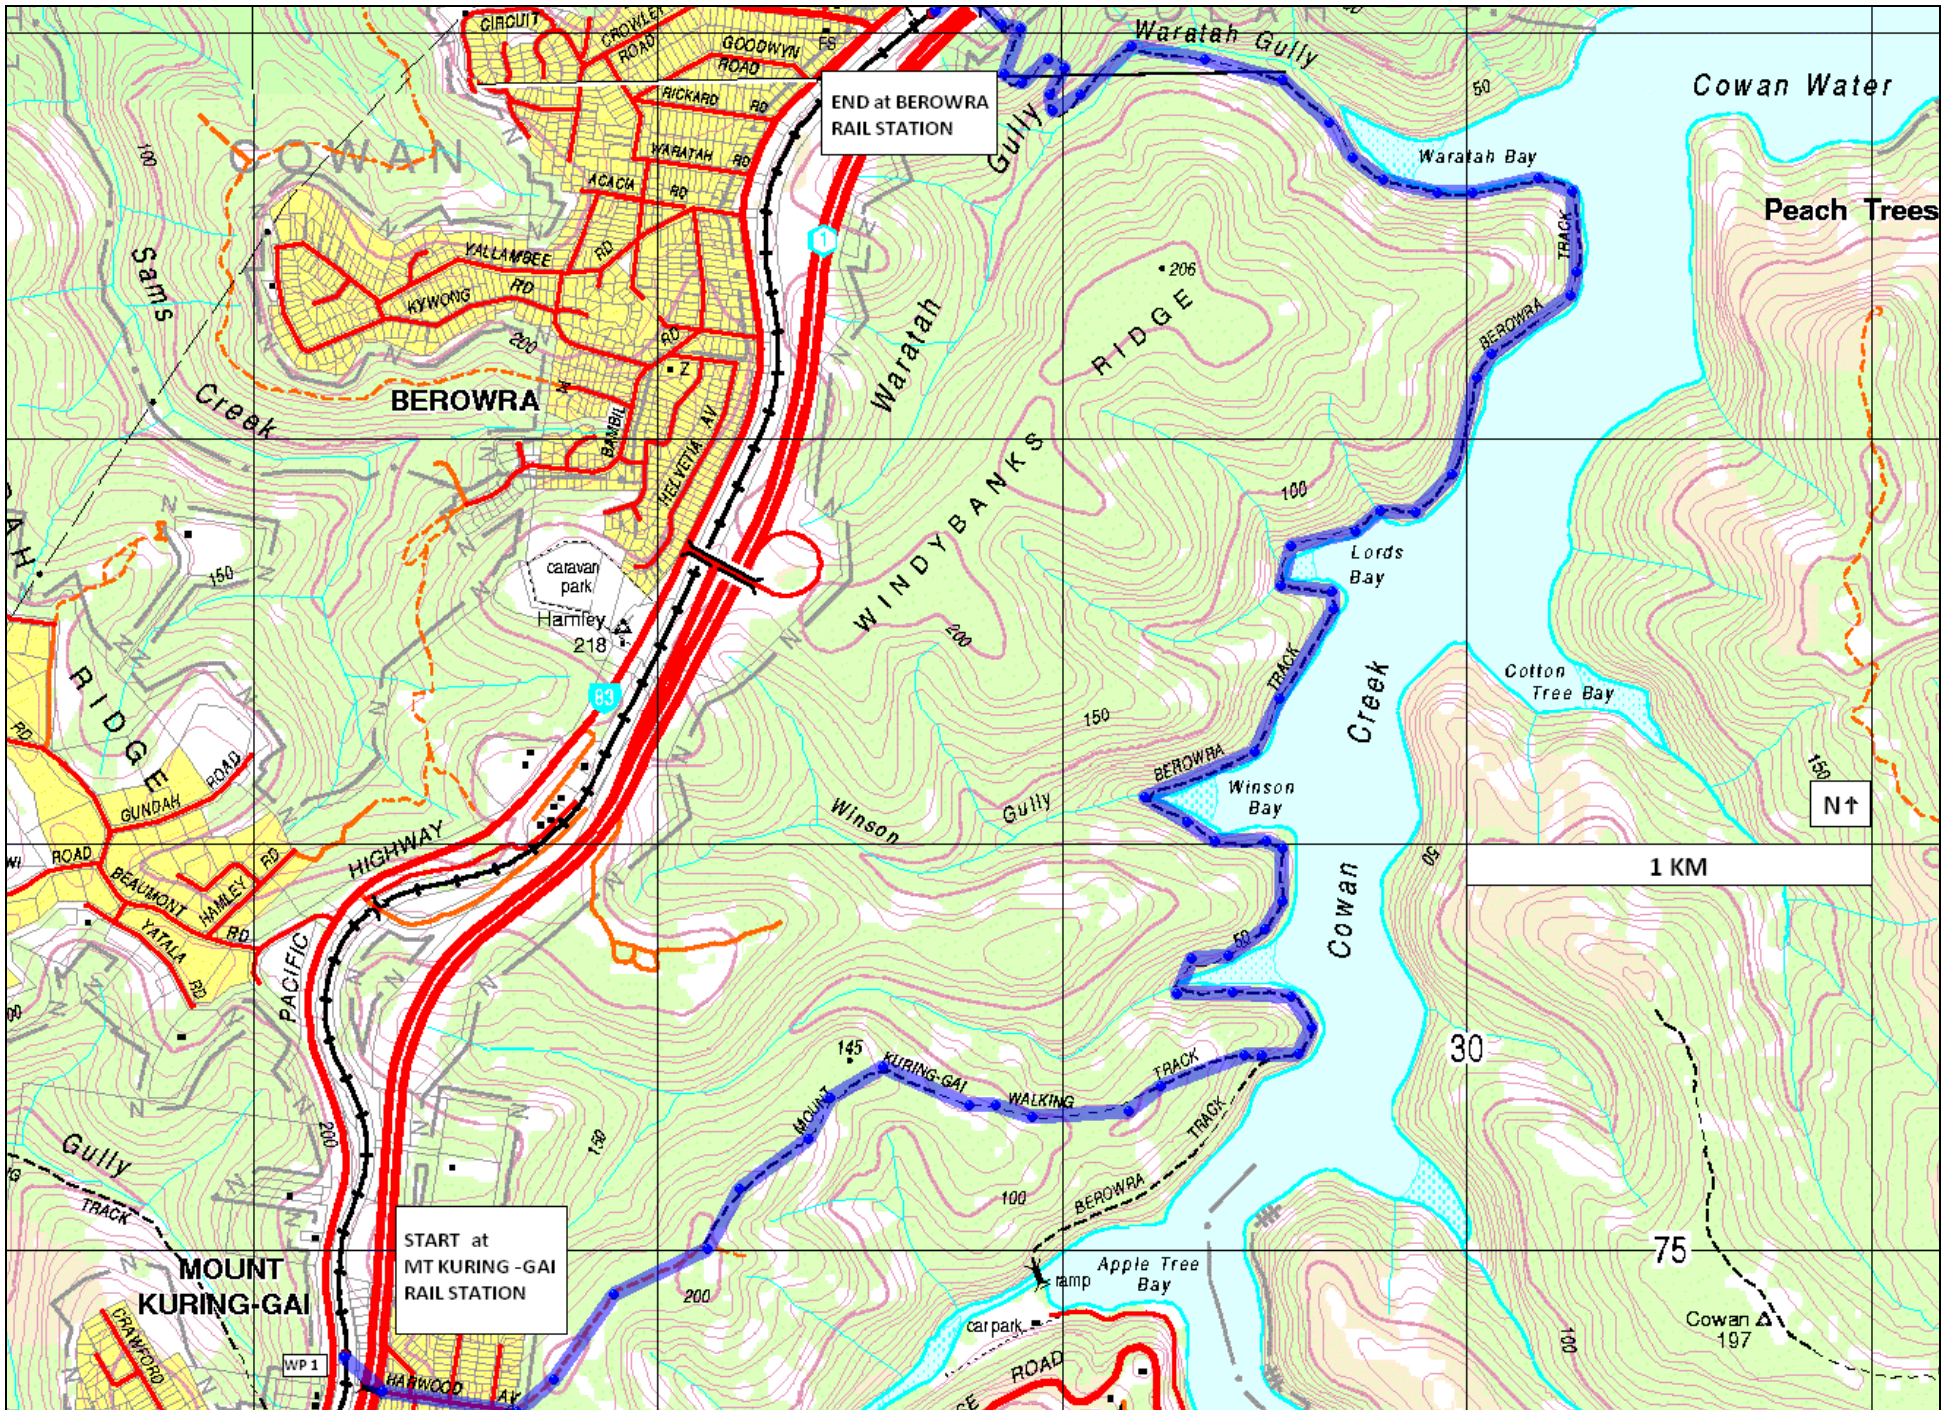 CIRCUIT
CROWLEY
ROAD
GOODWYN
ROAD
FS
RICKARD RD
WARATAH RD
ACACIA RD
COWAN
END at BEROWRA
RAIL STATION
Waratah Gully
50
Cowan Water
Gully
Waratah Bay
Peach Trees
100
Sams
Creek
YALLAMBEE RD
KYWONG RD
200
RD
Z
BEROWRA
BAMBIL
HELVETIA AV
1
Waratah
206
WINDYBANKS RIDGE
TRACK
BEROWRA
100
Lords
Bay
150
caravan
park
Hamley
218
200
83
RIDGE
RD
GUNDAH ROAD
ROAD
BEAUMONT
RD
HAMLEY RD
YATALA
RD
HIGHWAY
PACIFIC
150
TRACK
BEROWRA
Winson
Bay
Winson Gully
Creek
Cowan
Cotton
Tree Bay
150
N↑
1 KM
50
50
30
145
MOUNT KURING-GAI WALKING TRACK
BEROWRA TRACK
150
100
200
Gully
TRACK
200
START at
MT KURING -GAI
RAIL STATION
MOUNT
KURING-GAI
CRAWFORD
WP 1
HARWOOD AV
Apple Tree
Bay
ramp
car park
ROAD
75
Cowan
197
100